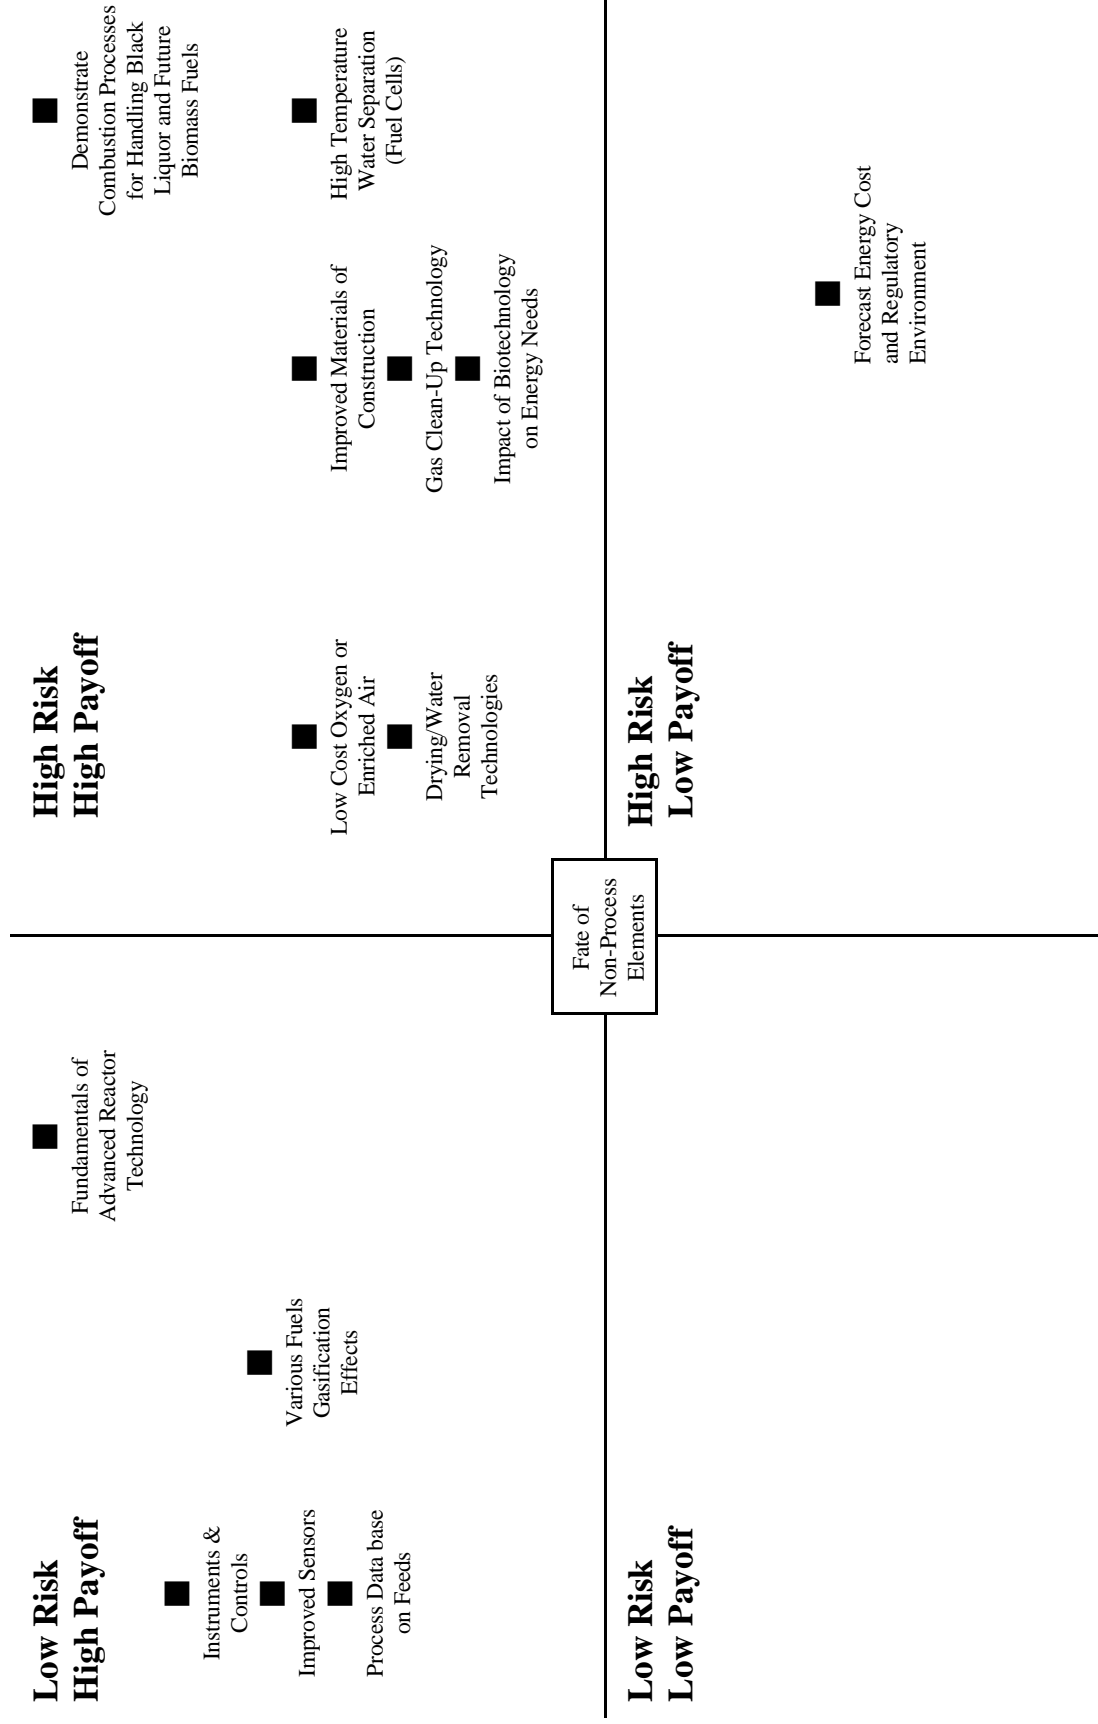 Low Risk
High Payoff
Instruments &
Controls
Improved Sensors
Process Data base
on Feeds
Various Fuels
Gasification
Effects
Fundamentals of
Advanced Reactor
Technology
High Risk
High Payoff
Low Cost Oxygen or
Enriched Air
Drying/Water
Removal
Technologies
Improved Materials of
Construction
Gas Clean-Up Technology
Impact of Biotechnology
on Energy Needs
Demonstrate
Combustion Processes
for Handling Black
Liquor and Future
Biomass Fuels
High Temperature
Water Separation
(Fuel Cells)
Fate of
Non-Process
Elements
Low Risk
Low Payoff
High Risk
Low Payoff
Forecast Energy Cost
and Regulatory
Environment